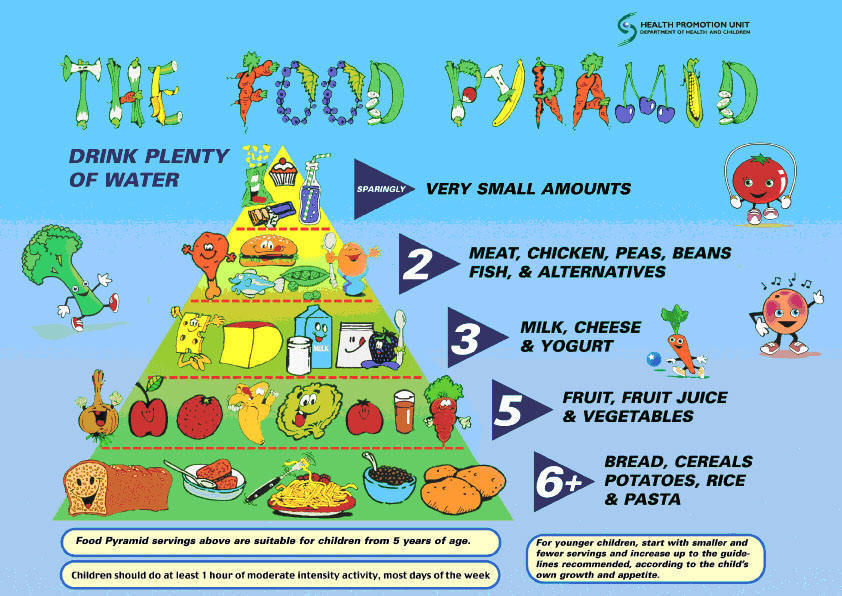 HEALTH PROMOTION UNIT
DEPARTMENT OF HEALTH AND CHILDREN
THE FOOD PYRAMID
DRINK PLENTY
OF WATER
SPARINGLY
VERY SMALL AMOUNTS
2
MEAT, CHICKEN, PEAS, BEANS
FISH, & ALTERNATIVES
3
MILK, CHEESE
& YOGURT
MILK
5
FRUIT, FRUIT JUICE
& VEGETABLES
6+
BREAD, CEREALS
POTATOES, RICE
& PASTA
Food Pyramid servings above are suitable for children from 5 years of age.
Children should do at least 1 hour of moderate intensity activity, most days of the week
For younger children, start with smaller and
fewer servings and increase up to the guide-
lines recommended, according to the child's
own growth and appetite.